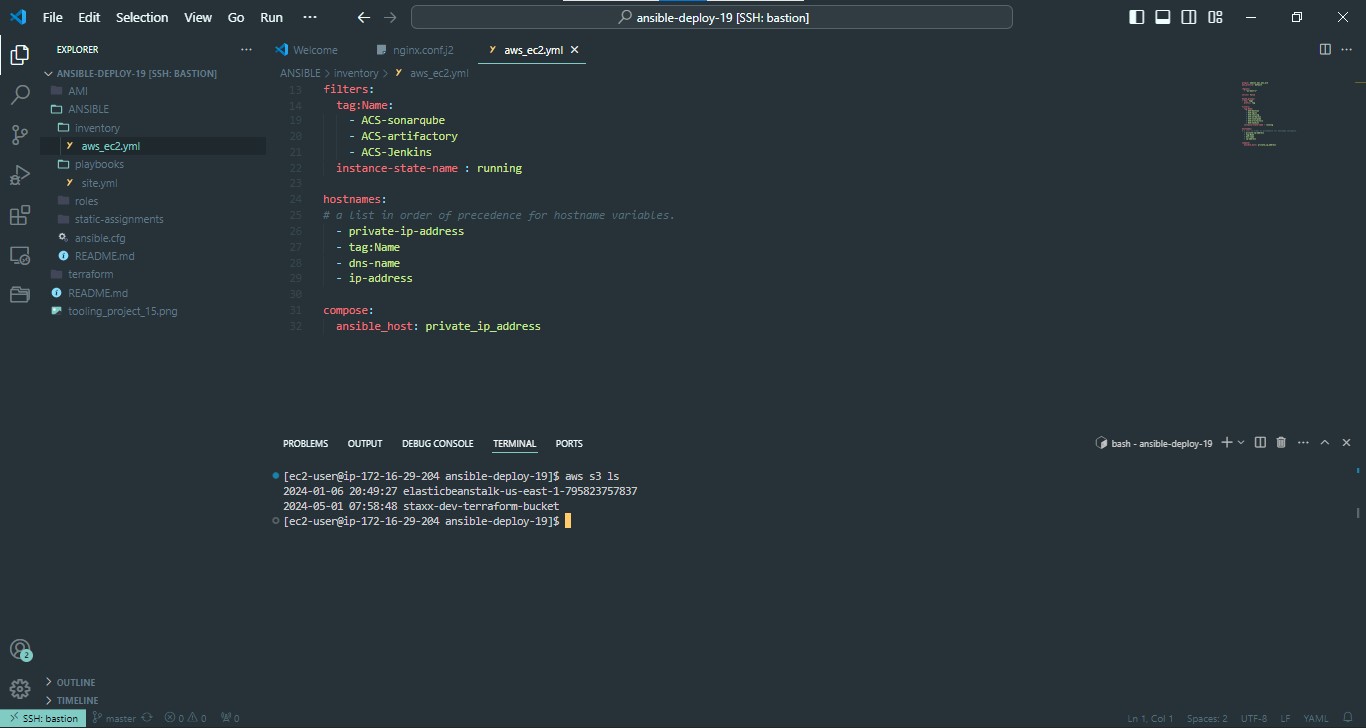 File Edit Selection View Go Run ··· ansible-deploy-19 [SSH: bastion]
EXPLORER ···
Welcome nginx.conf.j2 aws_ec2.yml
ANSIBLE-DEPLOY-19 [SSH: BASTION]
AMI
ANSIBLE
inventory
aws_ec2.yml
playbooks
site.yml
roles
static-assignments
ansible.cfg
README.md
terraform
README.md
tooling_project_15.png
OUTLINE
TIMELINE
ANSIBLE > inventory > aws_ec2.yml
13 filters:
14 tag:Name:
19 - ACS-sonarqube
20 - ACS-artifactory
21 - ACS-Jenkins
22 instance-state-name : running
23
24 hostnames:
25 # a list in order of precedence for hostname variables.
26 - private-ip-address
27 - tag:Name
28 - dns-name
29 - ip-address
30
31 compose:
32 ansible_host: private_ip_address
PROBLEMS OUTPUT DEBUG CONSOLE TERMINAL PORTS bash - ansible-deploy-19
[ec2-user@ip-172-16-29-204 ansible-deploy-19]$ aws s3 ls
2024-01-06 20:49:27 elasticbeanstalk-us-east-1-795823757837
2024-05-01 07:58:48 staxx-dev-terraform-bucket
[ec2-user@ip-172-16-29-204 ansible-deploy-19]$
2
SSH: bastion master 0 0 0 Ln 1, Col 1 Spaces: 2 UTF-8 LF YAML